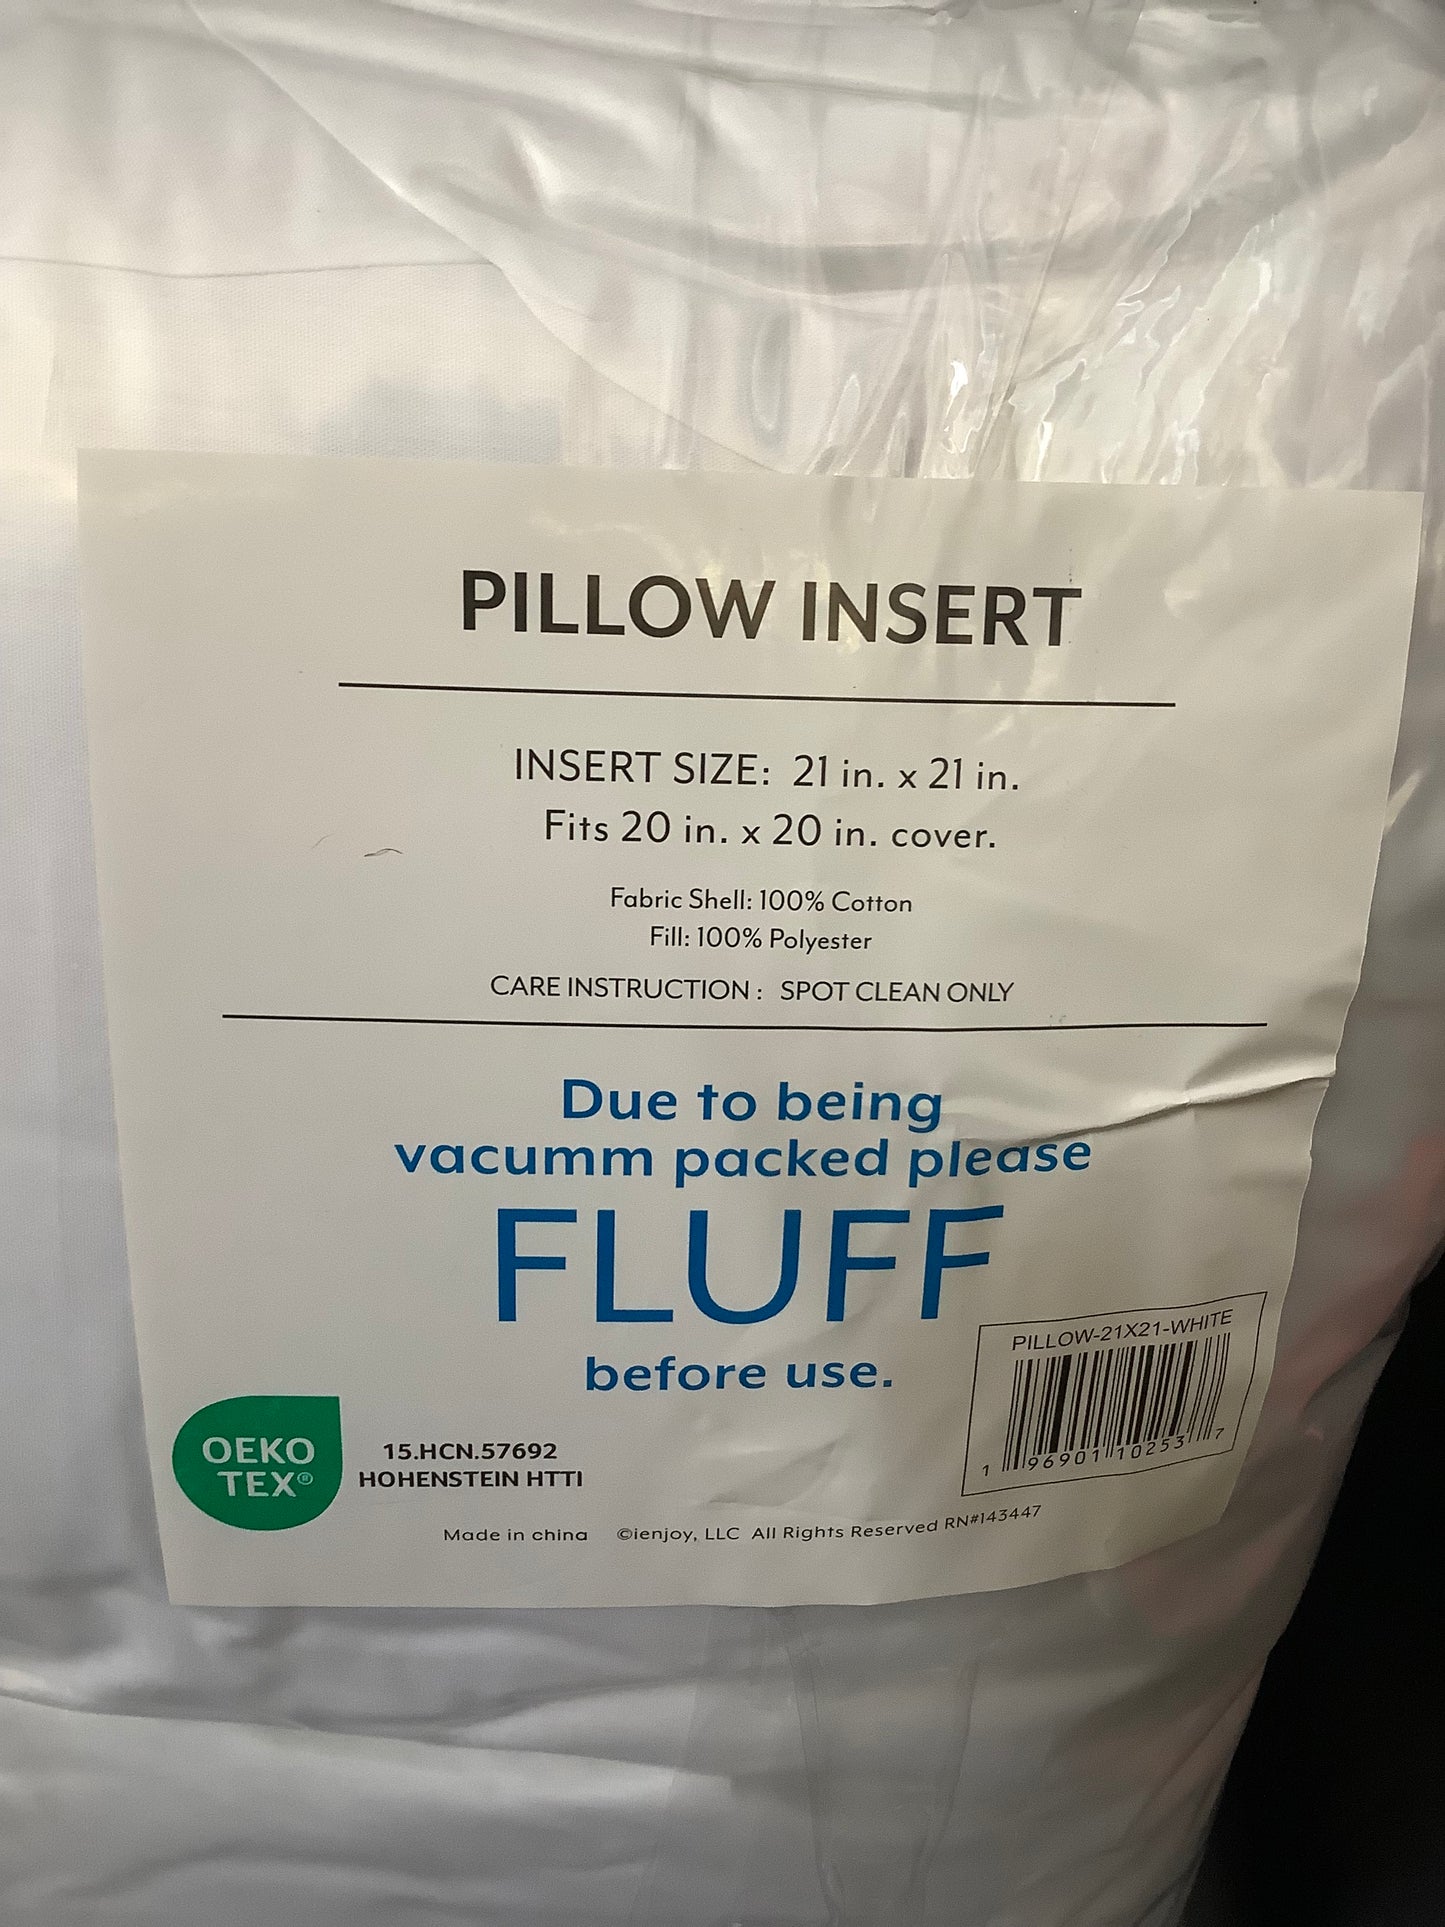 PILLOW INSERT
INSERT SIZE: 21 in. x 21 in.
Fits 20 in. x 20 in. cover.
Fabric Shell: 100% Cotton
Fill: 100% Polyester
CARE INSTRUCTION : SPOT CLEAN ONLY
Due to being
vacumm packed please
FLUFF
before use.
PILLOW-21X21-WHITE
1 96901 10253 7
OEKO
TEX®
15.HCN.57692
HOHENSTEIN HTTI
Made in china ©ienjoy, LLC All Rights Reserved RN#143447